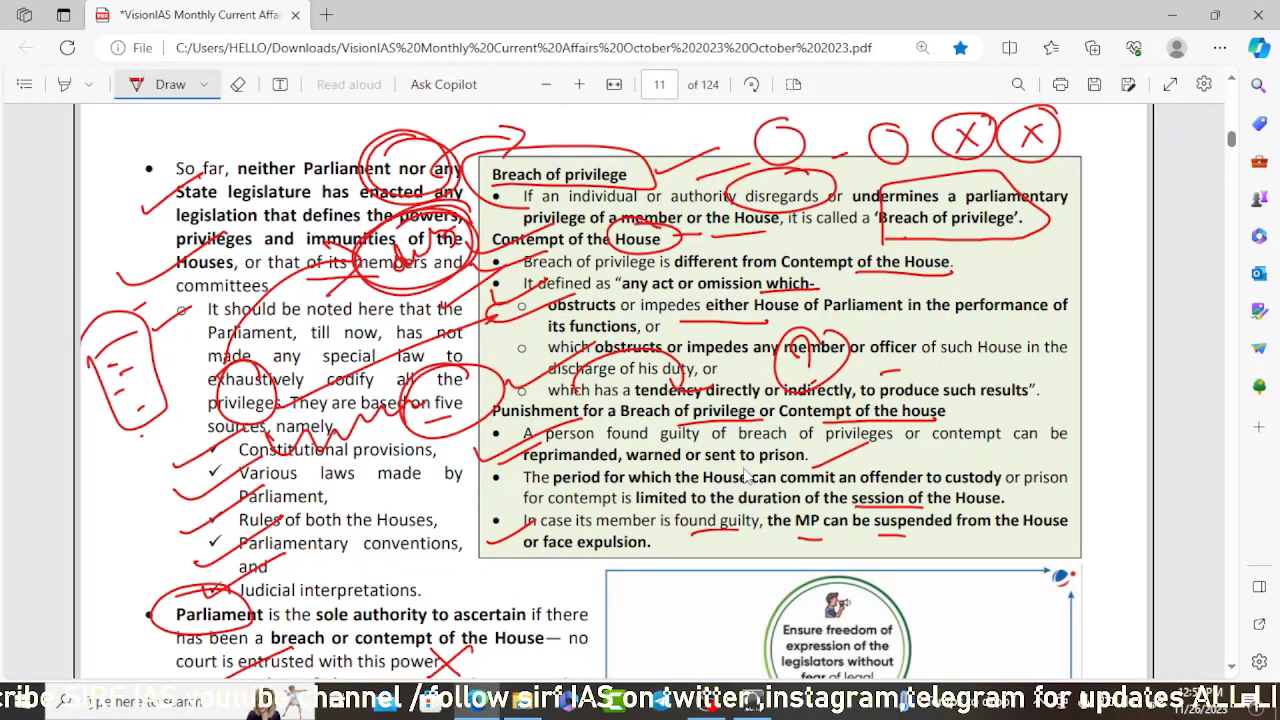 *VisionIAS Monthly Current Affai
File
C:/Users/HELLO/Downloads/VisionIAS%20Monthly%20Current%20Affairs%20October%202023%20October%202023.pdf
Draw
Read aloud
Ask Copilot
11
of 124
So far, neither Parliament nor any
State legislature has enacted any
legislation that defines the powers,
privileges and immunities of the
Houses, or that of its members and
committees.
It should be noted here that the
Parliament, till now, has not
made any special law to
exhaustively codify all the
privileges. They are based on five
sources, namely,
Constitutional provisions,
Various laws made by
Parliament,
Rules of both the Houses,
Parliamentary conventions,
and
Judicial interpretations.
Parliament is the sole authority to ascertain if there
has been a breach or contempt of the House— no
court is entrusted with this power.
Breach of privilege
If an individual or authority disregards or undermines a parliamentary
privilege of a member or the House, it is called a 'Breach of privilege'.
Contempt of the House
Breach of privilege is different from Contempt of the House.
It defined as "any act or omission which-
obstructs or impedes either House of Parliament in the performance of
its functions, or
which obstructs or impedes any member or officer of such House in the
discharge of his duty, or
which has a tendency directly or indirectly, to produce such results".
Punishment for a Breach of privilege or Contempt of the house
A person found guilty of breach of privileges or contempt can be
reprimanded, warned or sent to prison.
The period for which the House can commit an offender to custody or prison
for contempt is limited to the duration of the session of the House.
In case its member is found guilty, the MP can be suspended from the House
or face expulsion.
Ensure freedom of
expression of the
legislators without
fear of legal
cribe SIRF IAS youtube channel /follow sirf IAS on twitter instagram telegram for updates
Type here to
11/26/2023